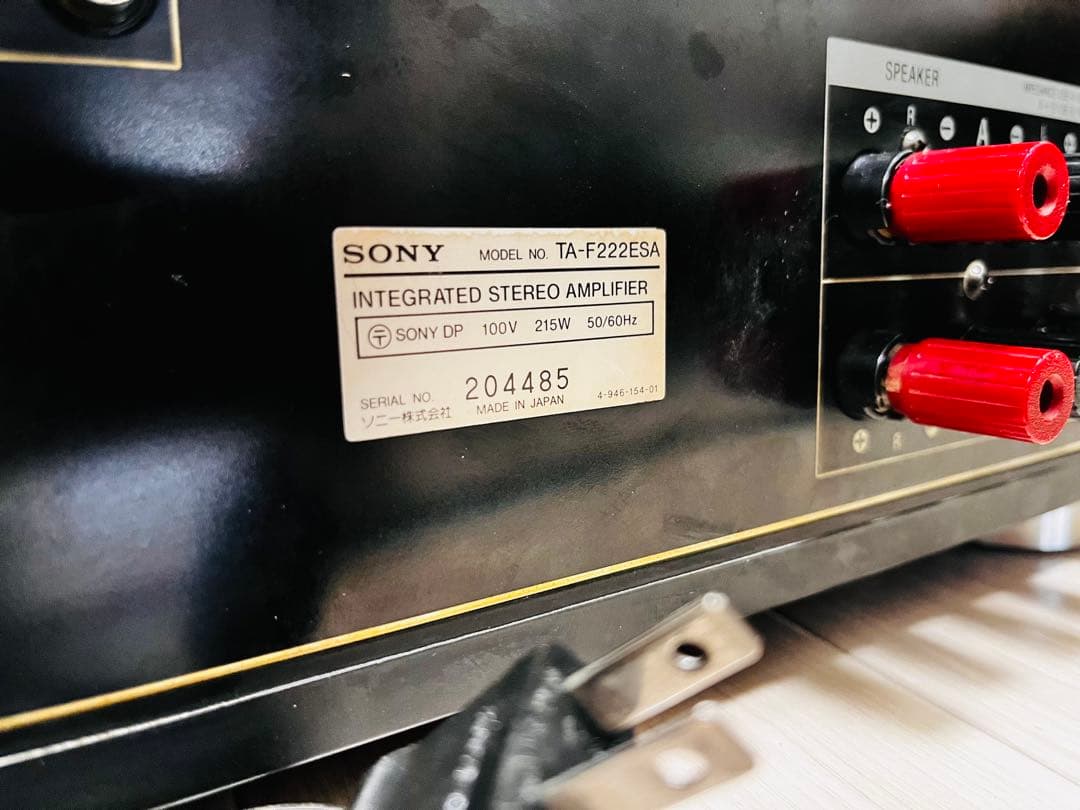 SONY MODEL NO. TA-F222ESA
INTEGRATED STEREO AMPLIFIER
〒 SONY DP 100V 215W 50/60Hz
SERIAL NO. 204485
ソニー株式会社 MADE IN JAPAN 4-946-154-01
SPEAKER
+ R − A −
+ R